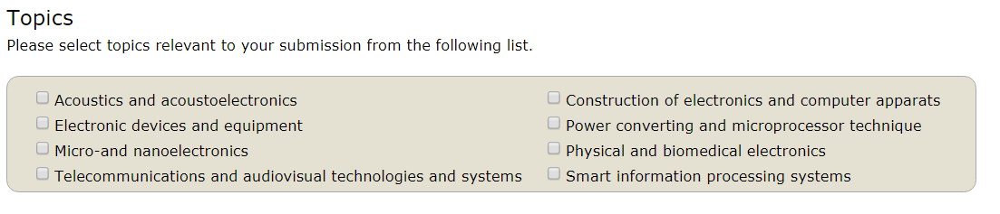 Topics
Please select topics relevant to your submission from the following list.
Acoustics and acoustoelectronics
Electronic devices and equipment
Micro-and nanoelectronics
Telecommunications and audiovisual technologies and systems
Construction of electronics and computer apparats
Power converting and microprocessor technique
Physical and biomedical electronics
Smart information processing systems